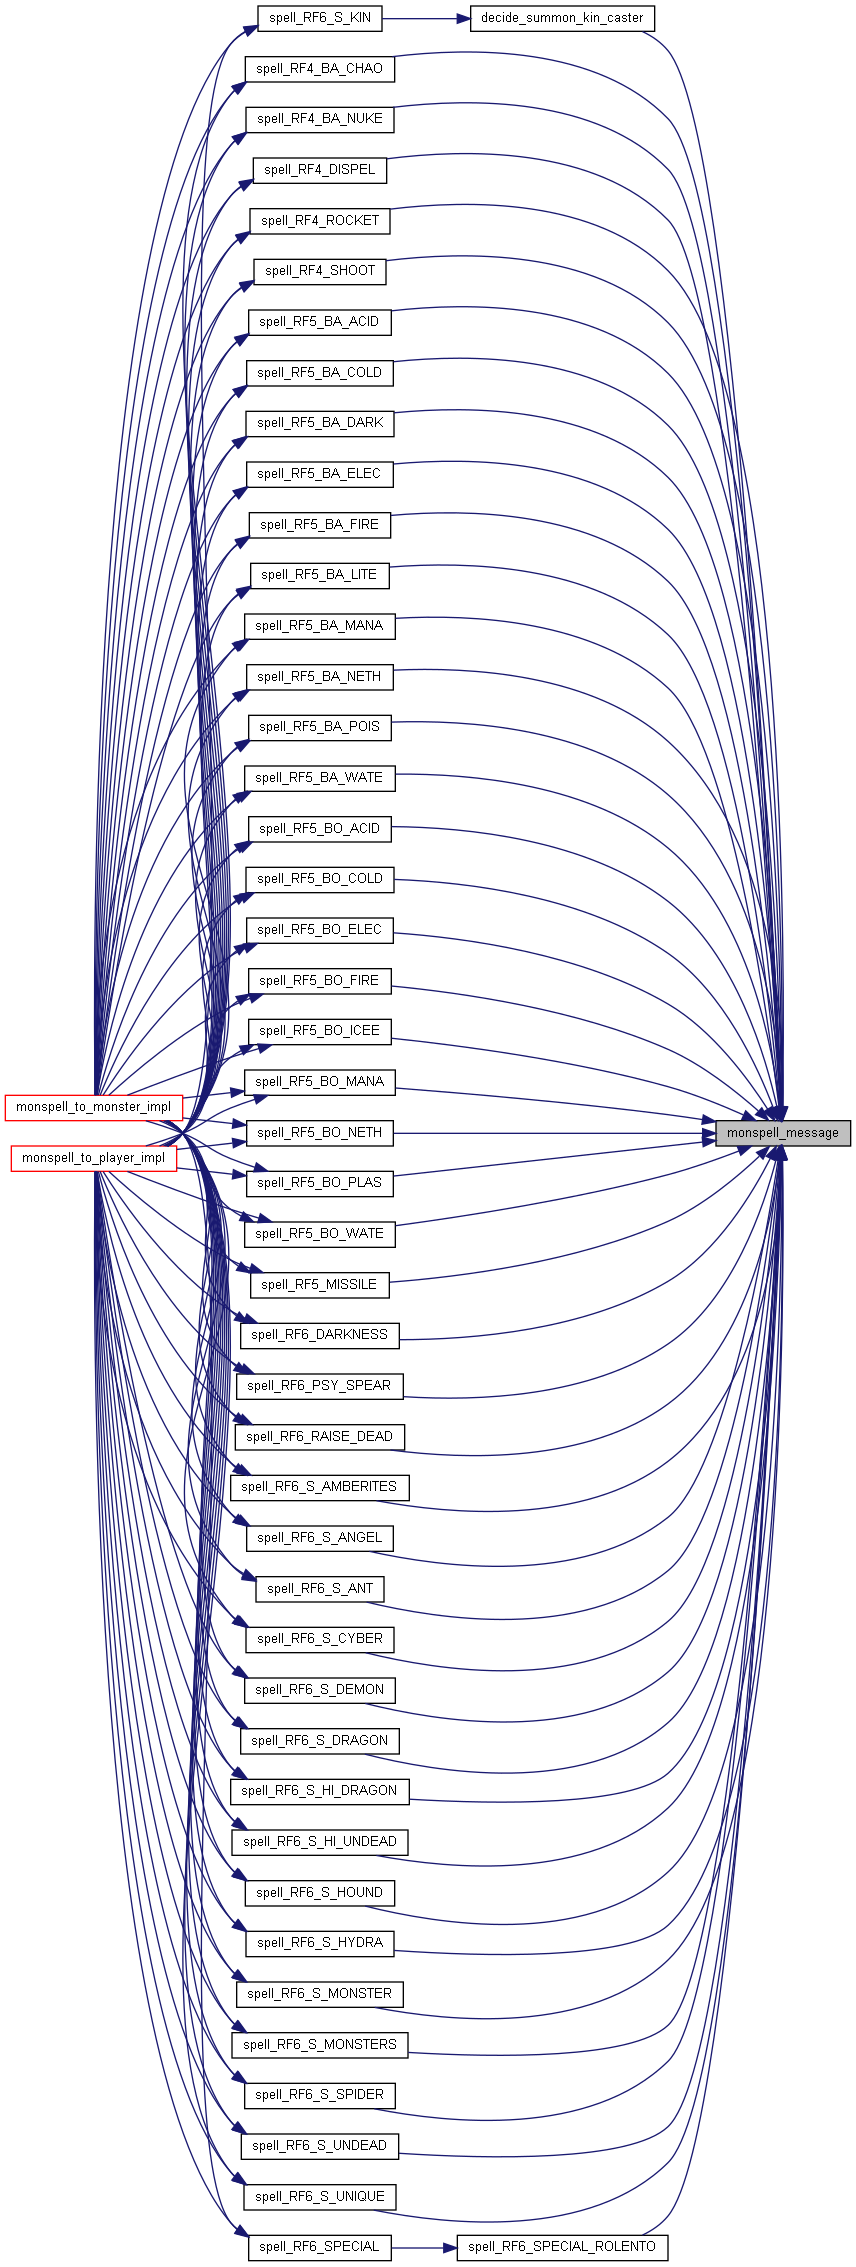 spell_RF6_S_KIN
decide_summon_kin_caster
spell_RF4_BA_CHAO
spell_RF4_BA_NUKE
spell_RF4_DISPEL
spell_RF4_ROCKET
spell_RF4_SHOOT
spell_RF5_BA_ACID
spell_RF5_BA_COLD
spell_RF5_BA_DARK
spell_RF5_BA_ELEC
spell_RF5_BA_FIRE
spell_RF5_BA_LITE
spell_RF5_BA_MANA
spell_RF5_BA_NETH
spell_RF5_BA_POIS
spell_RF5_BA_WATE
spell_RF5_BO_ACID
spell_RF5_BO_COLD
spell_RF5_BO_ELEC
spell_RF5_BO_FIRE
spell_RF5_BO_ICEE
spell_RF5_BO_MANA
monspell_to_monster_impl
spell_RF5_BO_NETH
monspell_message
monspell_to_player_impl
spell_RF5_BO_PLAS
spell_RF5_BO_WATE
spell_RF5_MISSILE
spell_RF6_DARKNESS
spell_RF6_PSY_SPEAR
spell_RF6_RAISE_DEAD
spell_RF6_S_AMBERITES
spell_RF6_S_ANGEL
spell_RF6_S_ANT
spell_RF6_S_CYBER
spell_RF6_S_DEMON
spell_RF6_S_DRAGON
spell_RF6_S_HI_DRAGON
spell_RF6_S_HI_UNDEAD
spell_RF6_S_HOUND
spell_RF6_S_HYDRA
spell_RF6_S_MONSTER
spell_RF6_S_MONSTERS
spell_RF6_S_SPIDER
spell_RF6_S_UNDEAD
spell_RF6_S_UNIQUE
spell_RF6_SPECIAL
spell_RF6_SPECIAL_ROLENTO